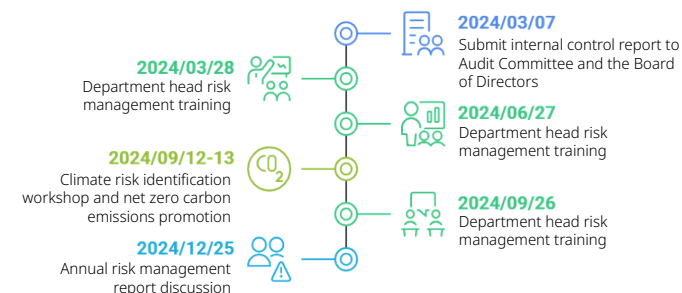 2024/03/07
Submit internal control report to
Audit Committee and the Board
of Directors
2024/03/28
Department head risk
management training
2024/06/27
Department head risk
management training
2024/09/12-13
CO2
Climate risk identification
workshop and net zero carbon
emissions promotion
2024/09/26
Department head risk
management training
2024/12/25
Annual risk management
report discussion